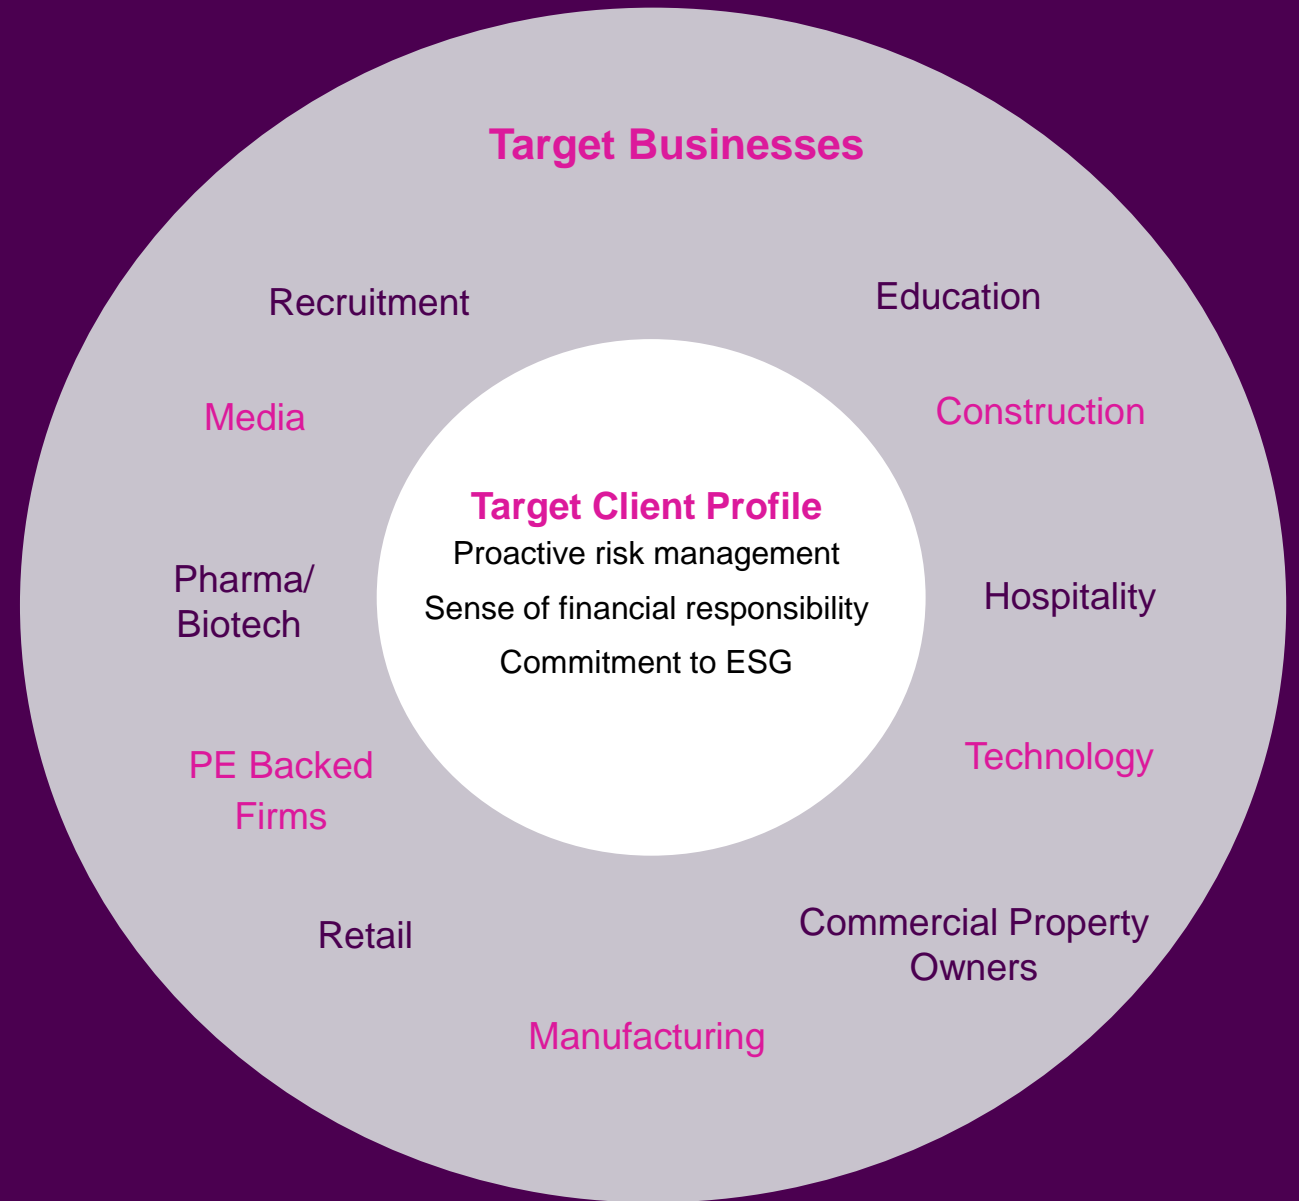 Target Businesses
Recruitment
Education
Media
Construction
Target Client Profile
Proactive risk management
Sense of financial responsibility
Commitment to ESG
Pharma/
Biotech
Hospitality
PE Backed
Firms
Technology
Retail
Commercial Property
Owners
Manufacturing